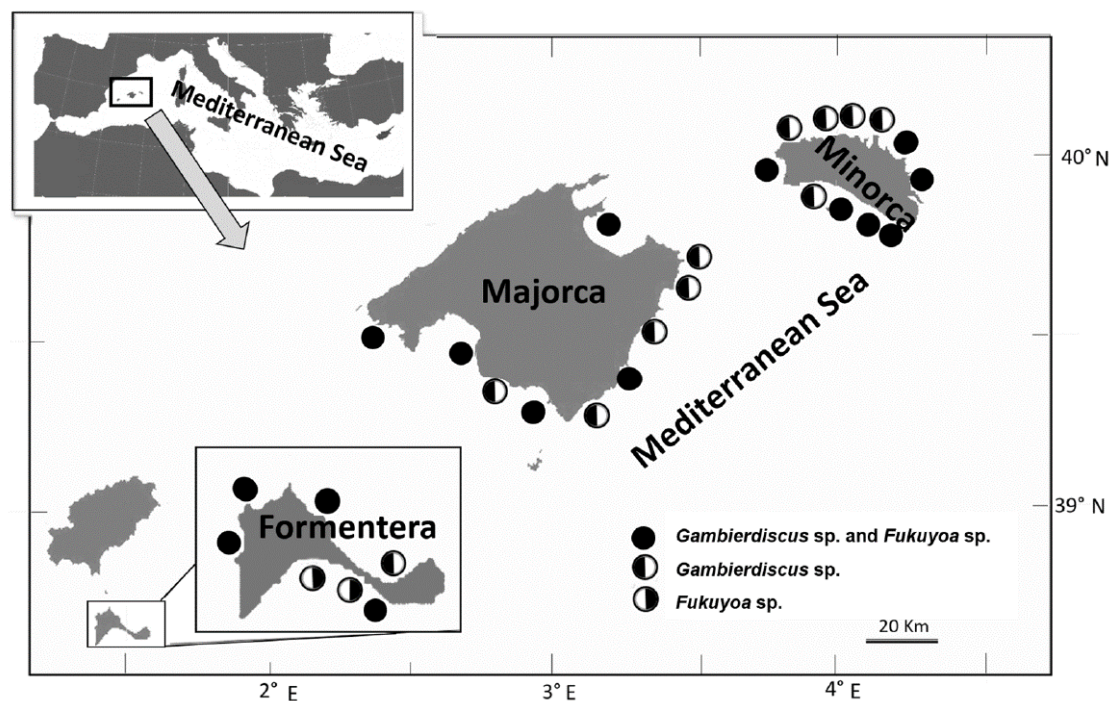 Mediterranean Sea
40° N
Minorca
Majorca
Mediterranean Sea
39° N
Formentera
Gambierdiscus sp. and Fukuyoa sp.
Gambierdiscus sp.
Fukuyoa sp.
20 Km
2° E
3° E
4° E